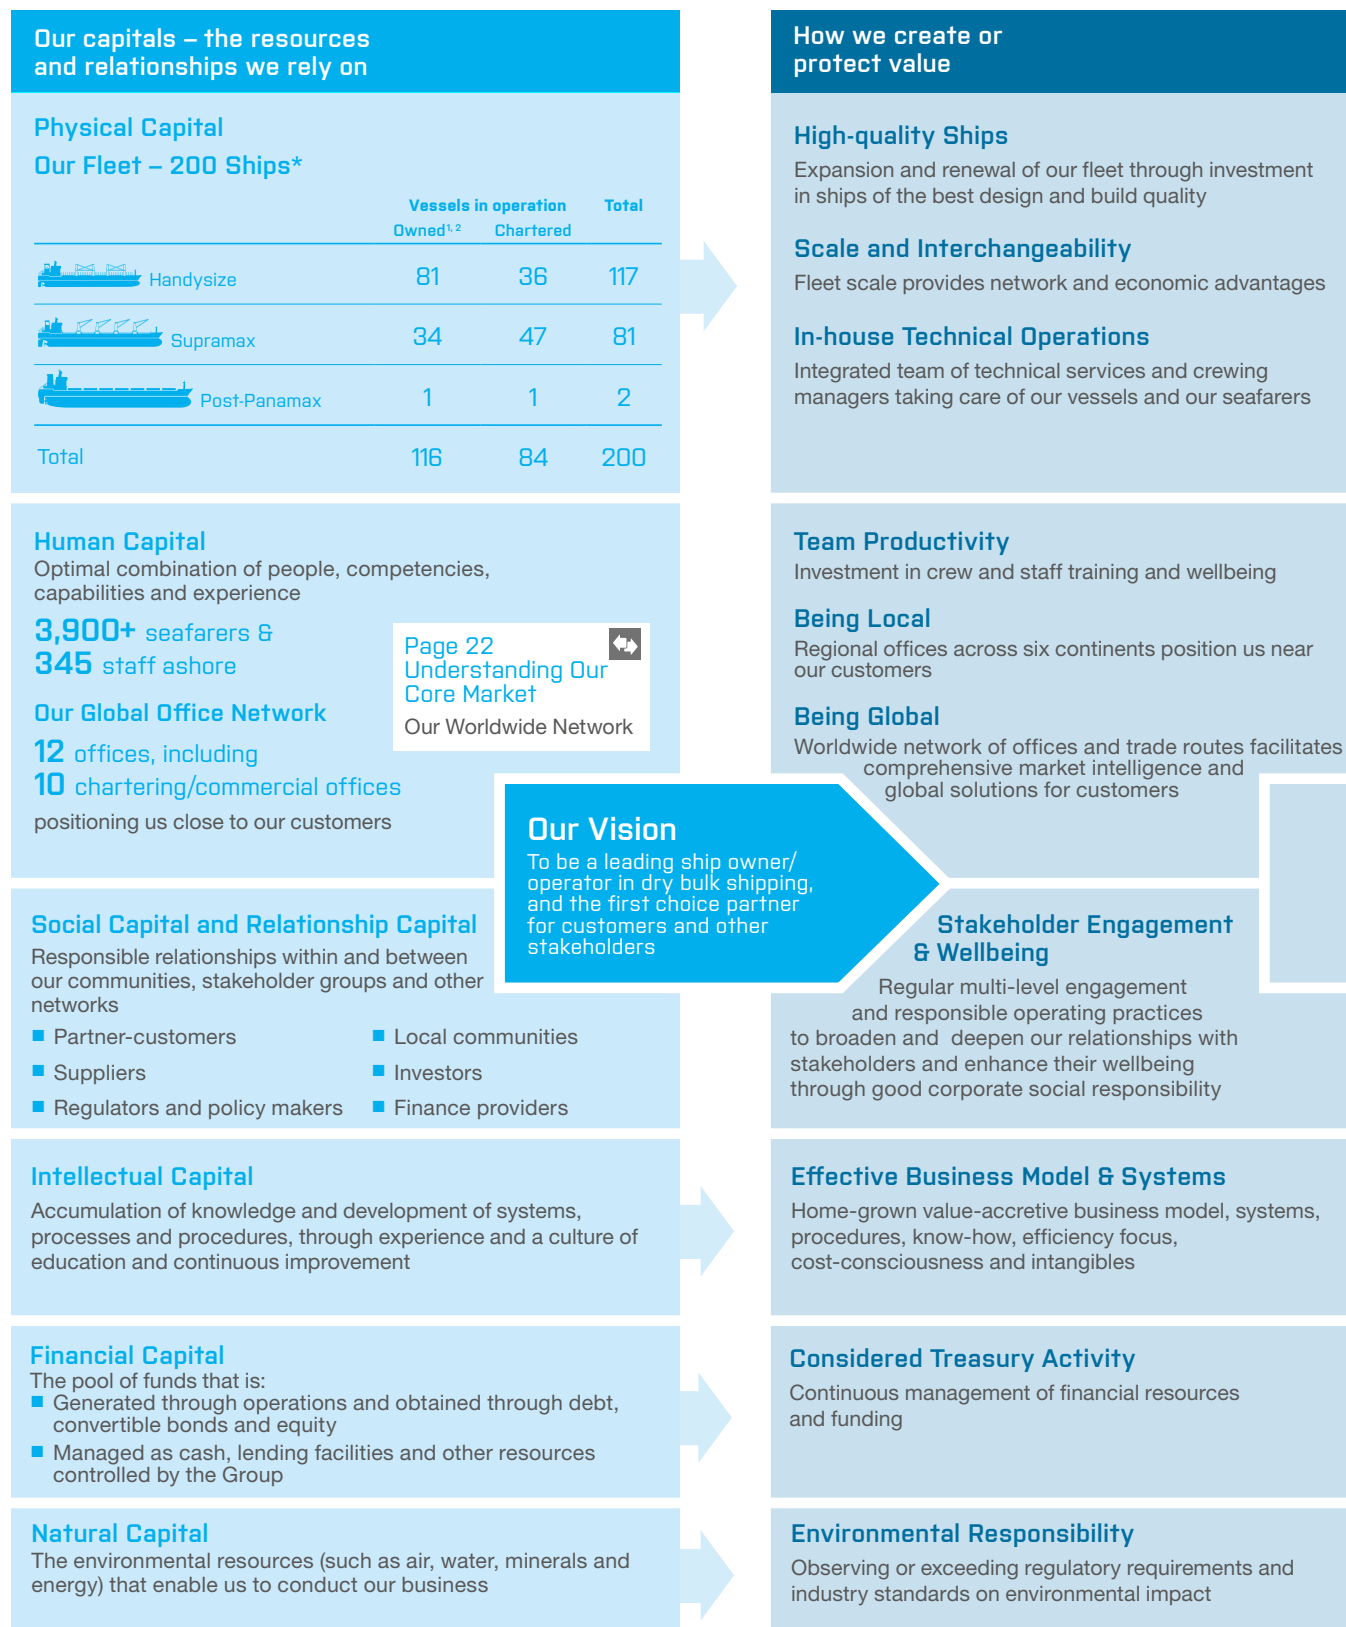 Our capitals – the resources
and relationships we rely on
Physical Capital
Our Fleet – 200 Ships*
Vessels in operation Total
Owned1, 2 Chartered
Handysize 81 36 117
Supramax 34 47 81
Post-Panamax 1 1 2
Total 116 84 200
How we create or
protect value
High-quality Ships
Expansion and renewal of our fleet through investment
in ships of the best design and build quality
Scale and Interchangeability
Fleet scale provides network and economic advantages
In-house Technical Operations
Integrated team of technical services and crewing
managers taking care of our vessels and our seafarers
Human Capital
Optimal combination of people, competencies,
capabilities and experience
3,900+ seafarers &
345 staff ashore
Our Global Office Network
12 offices, including
10 chartering/commercial offices
positioning us close to our customers
Page 22
Understanding Our
Core Market
Our Worldwide Network
Team Productivity
Investment in crew and staff training and wellbeing
Being Local
Regional offices across six continents position us near
our customers
Being Global
Worldwide network of offices and trade routes facilitates
comprehensive market intelligence and
global solutions for customers
Our Vision
To be a leading ship owner/
operator in dry bulk shipping,
and the first choice partner
for customers and other
stakeholders
Social Capital and Relationship Capital
Responsible relationships within and between
our communities, stakeholder groups and other
networks
Partner-customers
Suppliers
Regulators and policy makers
Local communities
Investors
Finance providers
Stakeholder Engagement
& Wellbeing
Regular multi-level engagement
and responsible operating practices
to broaden and deepen our relationships with
stakeholders and enhance their wellbeing
through good corporate social responsibility
Intellectual Capital
Accumulation of knowledge and development of systems,
processes and procedures, through experience and a culture of
education and continuous improvement
Effective Business Model & Systems
Home-grown value-accretive business model, systems,
procedures, know-how, efficiency focus,
cost-consciousness and intangibles
Financial Capital
The pool of funds that is:
Generated through operations and obtained through debt,
convertible bonds and equity
Managed as cash, lending facilities and other resources
controlled by the Group
Considered Treasury Activity
Continuous management of financial resources
and funding
Natural Capital
The environmental resources (such as air, water, minerals and
energy) that enable us to conduct our business
Environmental Responsibility
Observing or exceeding regulatory requirements and
industry standards on environmental impact